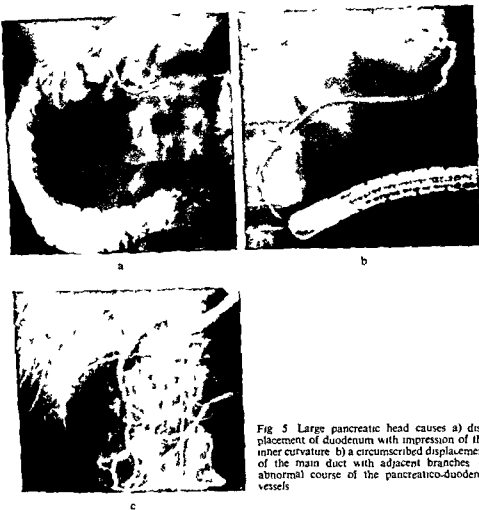 a
b
c
Fig 5 Large pancreatic head causes a) dis
placement of duodenum with impression of th
inner curvature b) a circumscribed displaceme
of the main duct with adjacent branches
abnormal course of the pancreatico-duoden
vessels